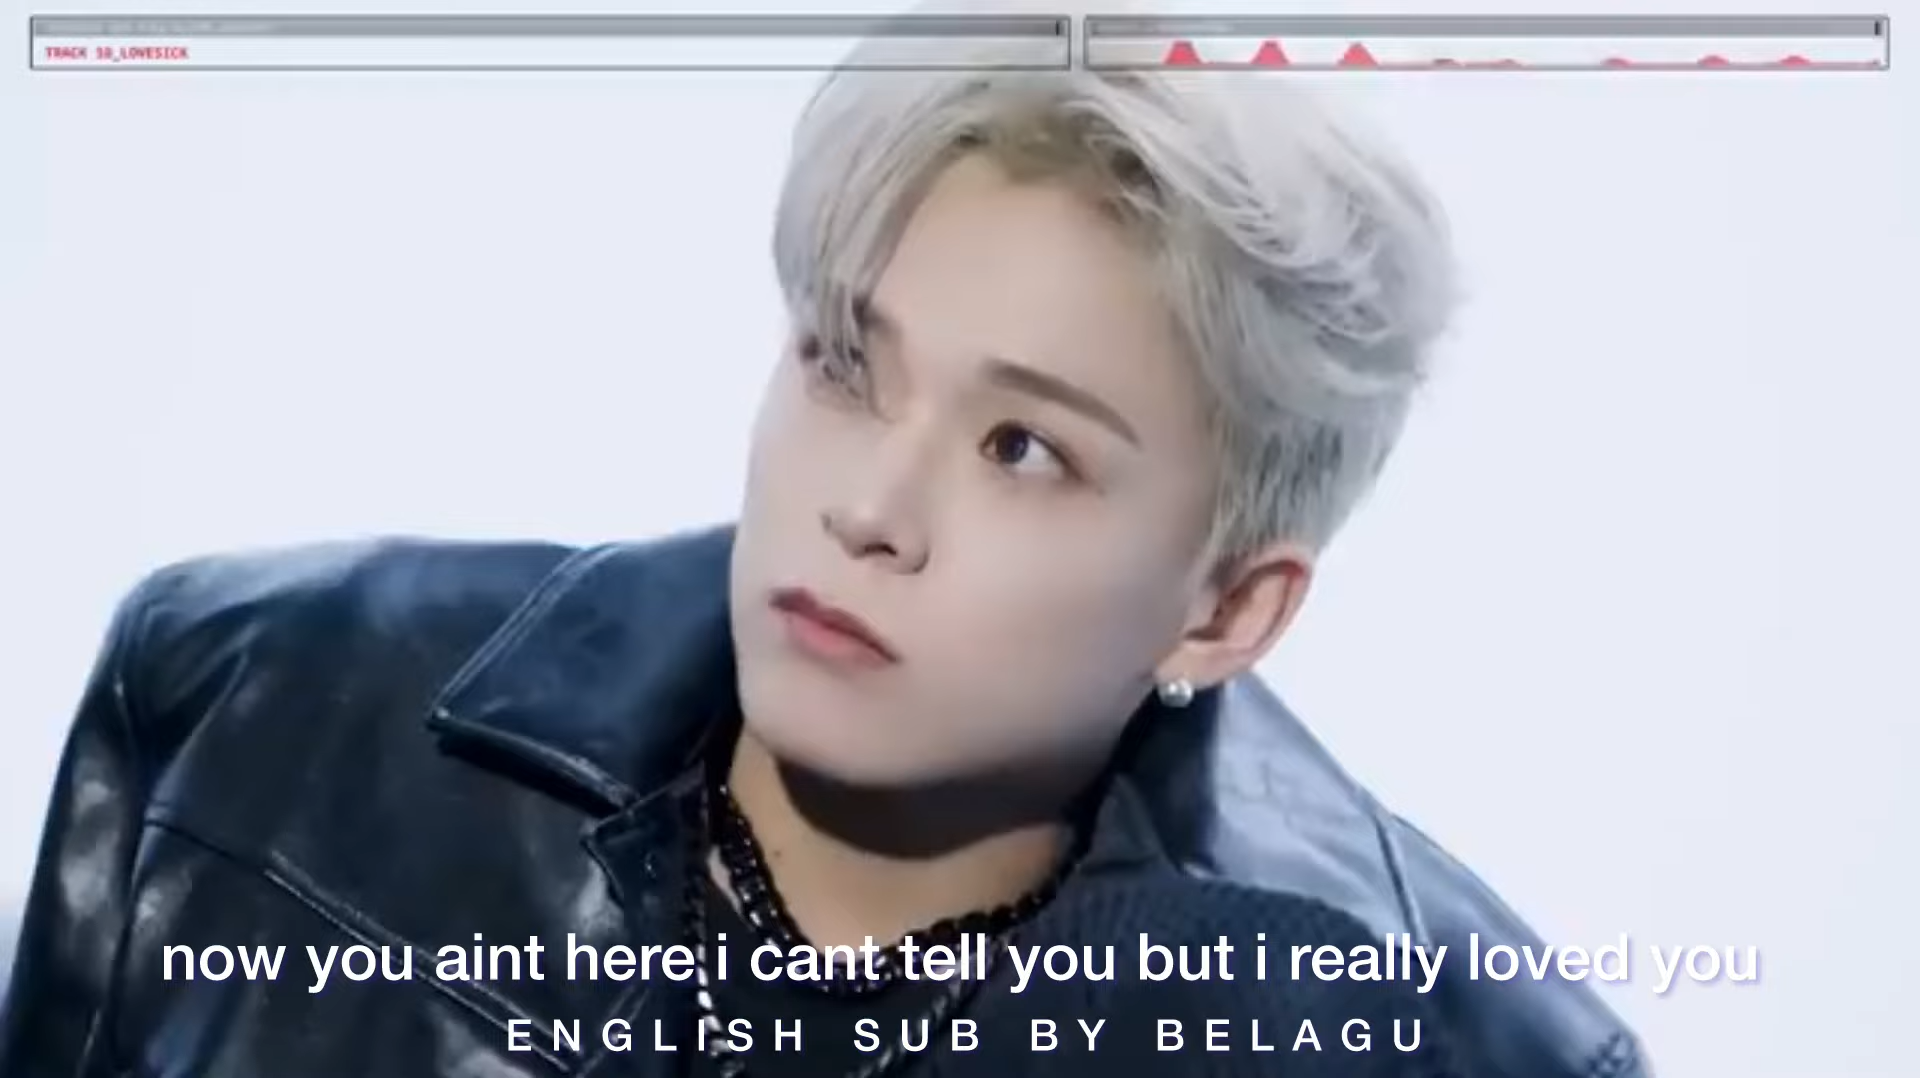 TRACK 10_LOVESICK
now you aint here i cant tell you but i really loved you
ENGLISH SUB BY BELAGU